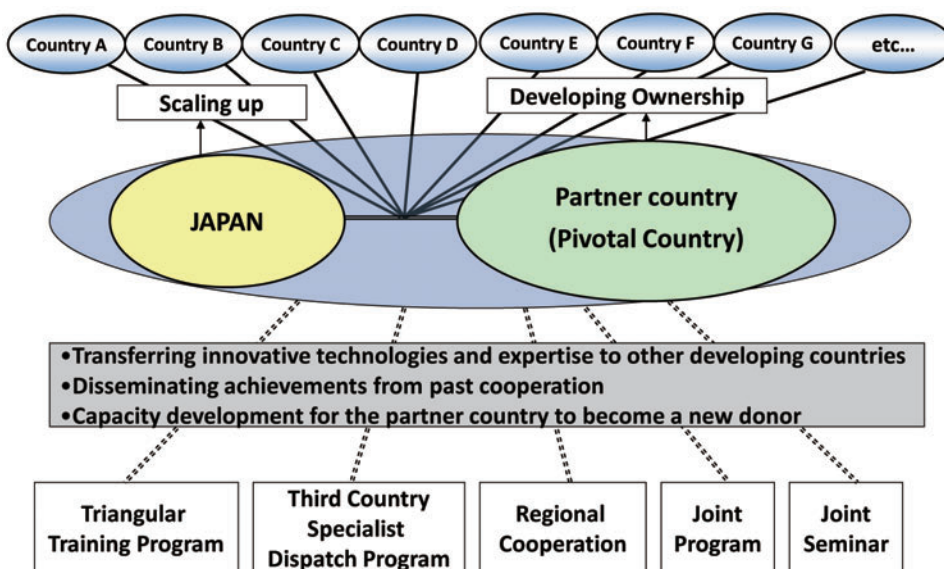 Country A
Country B
Country C
Country D
Country E
Country F
Country G
etc...
Scaling up
Developing Ownership
JAPAN
Partner country
(Pivotal Country)
•Transferring innovative technologies and expertise to other developing countries
•Disseminating achievements from past cooperation
•Capacity development for the partner country to become a new donor
Triangular
Training Program
Third Country
Specialist
Dispatch Program
Regional
Cooperation
Joint
Program
Joint
Seminar